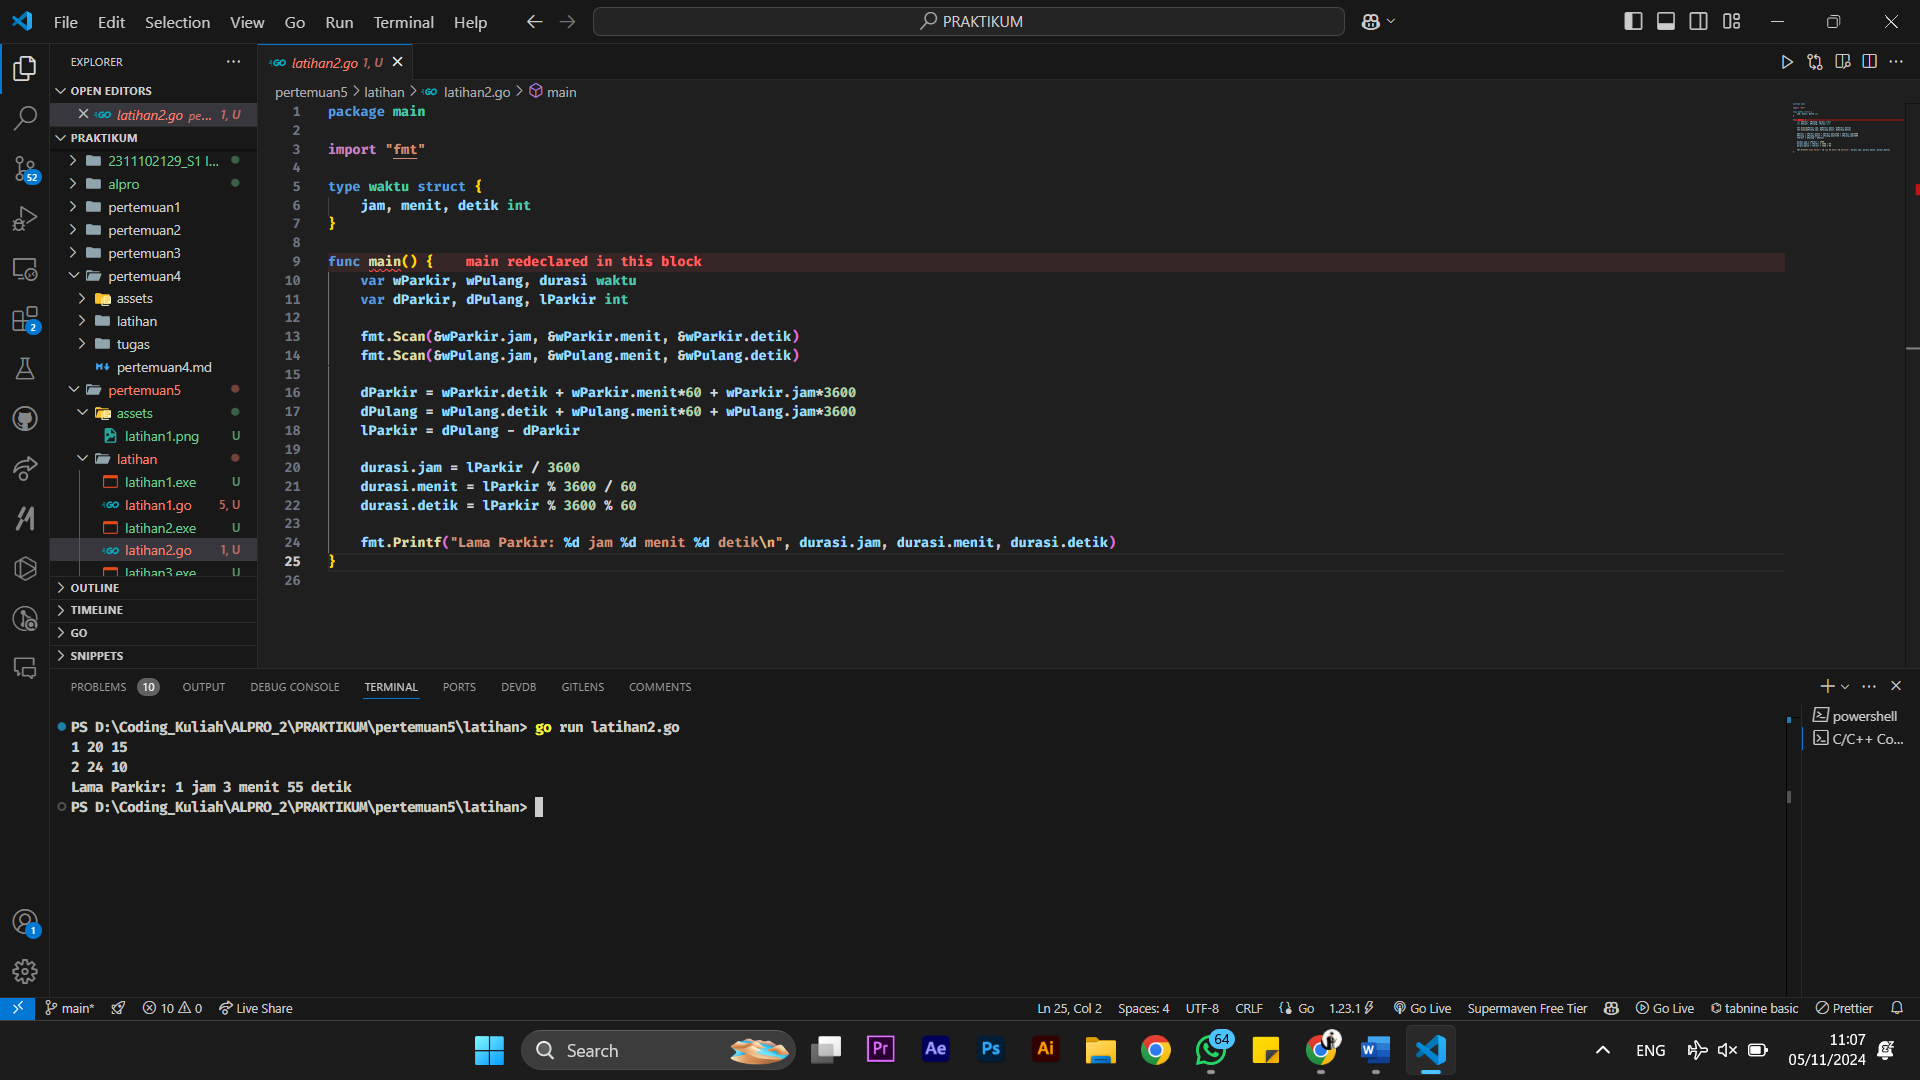 File Edit Selection View Go Run Terminal Help
PRAKTIKUM
EXPLORER
OPEN EDITORS
latihan2.go pe... 1, U
PRAKTIKUM
2311102129_S1 I...
alpro
pertemuan1
pertemuan2
pertemuan3
pertemuan4
assets
latihan
tugas
pertemuan4.md
pertemuan5
assets
latihan1.png U
latihan
latihan1.exe U
latihan1.go 5, U
latihan2.exe U
latihan2.go 1, U
latihan3.exe U
OUTLINE
TIMELINE
GO
SNIPPETS
52
2
1
latihan2.go 1, U
pertemuan5 > latihan > latihan2.go > main
1 package main
2
3 import "fmt"
4
5 type waktu struct {
6 jam, menit, detik int
7 }
8
9 func main() { main redeclared in this block
10 var wParkir, wPulang, durasi waktu
11 var dParkir, dPulang, lParkir int
12
13 fmt.Scan(&wParkir.jam, &wParkir.menit, &wParkir.detik)
14 fmt.Scan(&wPulang.jam, &wPulang.menit, &wPulang.detik)
15
16 dParkir = wParkir.detik + wParkir.menit*60 + wParkir.jam*3600
17 dPulang = wPulang.detik + wPulang.menit*60 + wPulang.jam*3600
18 lParkir = dPulang - dParkir
19
20 durasi.jam = lParkir / 3600
21 durasi.menit = lParkir % 3600 / 60
22 durasi.detik = lParkir % 3600 % 60
23
24 fmt.Printf("Lama Parkir: %d jam %d menit %d detik\n", durasi.jam, durasi.menit, durasi.detik)
25 }
26
PROBLEMS 10 OUTPUT DEBUG CONSOLE TERMINAL PORTS DEVDB GITLENS COMMENTS
PS D:\Coding_Kuliah\ALPRO_2\PRAKTIKUM\pertemuan5\latihan> go run latihan2.go
1 20 15
2 24 10
Lama Parkir: 1 jam 3 menit 55 detik
PS D:\Coding_Kuliah\ALPRO_2\PRAKTIKUM\pertemuan5\latihan>
powershell
C/C++ Co...
main* 10 0 Live Share Ln 25, Col 2 Spaces: 4 UTF-8 CRLF Go 1.23.1 Go Live Supermaven Free Tier Go Live tabnine basic Prettier
Search Pr Ae Ps Ai 64 W ENG 11:07
05/11/2024